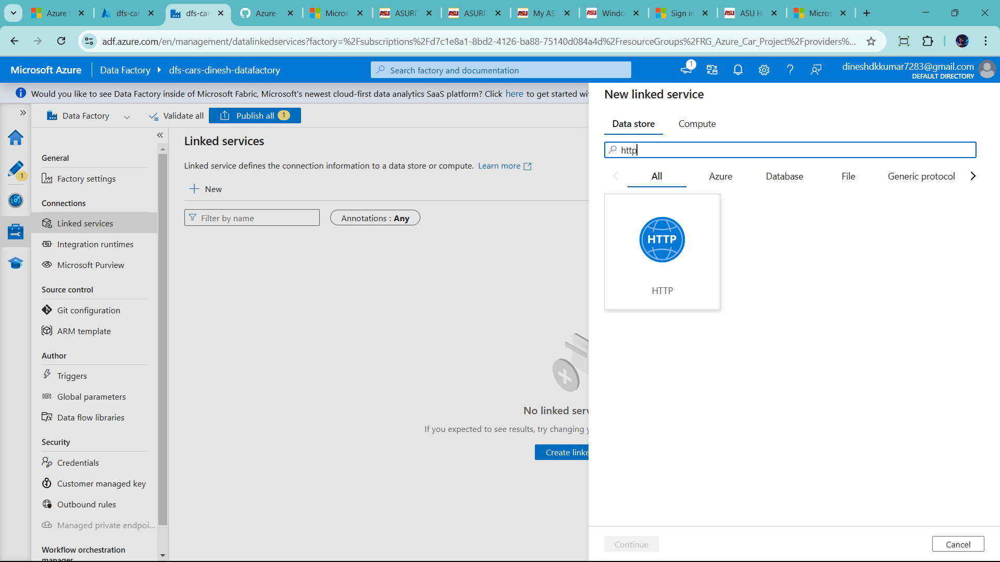 Azure
dfs-car
dfs-car
Azure-
Micros
ASURI
ASURI
My AS
Windo
Sign in
ASU H
Micros
adf.azure.com/en/management/datalinkedservices?factory=%2Fsubscriptions%2Fd7c1e8a1-8bd2-4126-ba88-75140d084a4d%2FresourceGroups%2FRG_Azure_Car_Project%2Fproviders%...
Microsoft Azure
Data Factory
dfs-cars-dinesh-datafactory
Search factory and documentation
1
dineshdkkumar7283@gmail.com
DEFAULT DIRECTORY
Would you like to see Data Factory inside of Microsoft Fabric, Microsoft's newest cloud-first data analytics SaaS platform? Click here to get started wi
Data Factory
Validate all
Publish all 1
1
General
Factory settings
Connections
Linked services
Integration runtimes
Microsoft Purview
Source control
Git configuration
ARM template
Author
Triggers
Global parameters
Data flow libraries
Security
Credentials
Customer managed key
Outbound rules
Managed private endpoi...
Workflow orchestration
manager
Linked services
Linked service defines the connection information to a data store or compute. Learn more
New
Filter by name
Annotations : Any
No linked serv
If you expected to see results, try changing y
Create linke
New linked service
Data store
Compute
http
All
Azure
Database
File
Generic protocol
HTTP
HTTP
Continue
Cancel